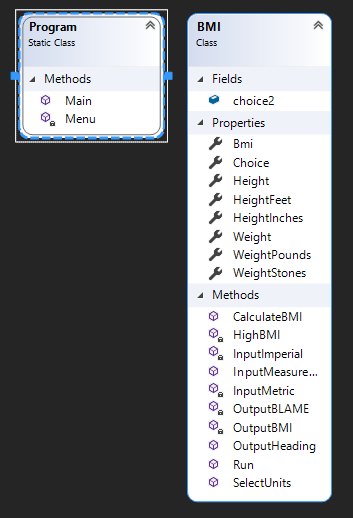 Program
Static Class
Methods
Main
Menu
BMI
Class
Fields
choice2
Properties
Bmi
Choice
Height
HeightFeet
HeightInches
Weight
WeightPounds
WeightStones
Methods
CalculateBMI
HighBMI
InputImperial
InputMeasure...
InputMetric
OutputBLAME
OutputBMI
OutputHeading
Run
SelectUnits